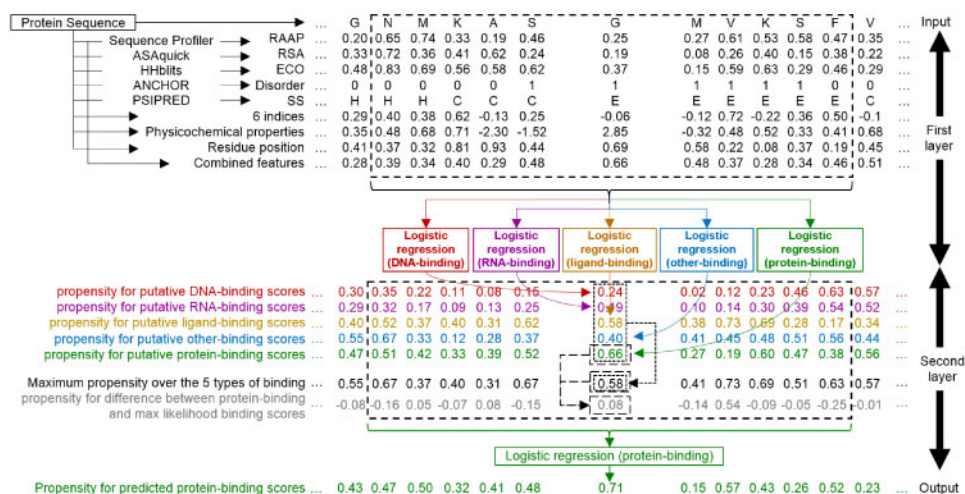 Protein Sequence ... G N M K A S G M V K S F V ... Input
Sequence Profiler RAAP ... 0.20 0.65 0.74 0.33 0.19 0.46 0.25 0.27 0.61 0.53 0.58 0.47 0.35 ...
ASAquick RSA ... 0.33 0.72 0.36 0.41 0.62 0.24 0.19 0.08 0.26 0.40 0.15 0.38 0.22 ...
HHblits ECO ... 0.48 0.83 0.69 0.56 0.58 0.62 0.37 0.15 0.59 0.63 0.29 0.46 0.29 ...
ANCHOR Disorder ... 0 0 0 0 0 1 1 1 1 1 1 0 0 ...
PSIPRED SS ... H H H C C C E E E E E E C ...
6 indices ... 0.29 0.40 0.38 0.62 -0.13 0.25 -0.06 -0.12 0.72 -0.22 0.36 0.50 -0.1 ...
Physicochemical properties ... 0.35 0.48 0.68 0.71 -2.30 -1.52 2.85 -0.32 0.48 0.52 0.33 0.41 0.68 ...
Residue position ... 0.41 0.37 0.32 0.81 0.93 0.44 0.69 0.58 0.22 0.08 0.37 0.19 0.45 ...
Combined features ... 0.28 0.39 0.34 0.40 0.29 0.48 0.66 0.48 0.37 0.28 0.34 0.46 0.51 ...
First
layer
Logistic regression (DNA-binding)
Logistic regression (RNA-binding)
Logistic regression (ligand-binding)
Logistic regression (other-binding)
Logistic regression (protein-binding)
propensity for putative DNA-binding scores ... 0.30 0.35 0.22 0.11 0.08 0.16 0.24 0.02 0.12 0.23 0.46 0.63 0.57 ...
propensity for putative RNA-binding scores ... 0.29 0.32 0.17 0.09 0.13 0.25 0.19 0.10 0.14 0.30 0.39 0.54 0.52 ...
propensity for putative ligand-binding scores ... 0.40 0.52 0.37 0.40 0.31 0.62 0.58 0.38 0.73 0.69 0.28 0.17 0.34 ...
propensity for putative other-binding scores ... 0.55 0.67 0.33 0.12 0.28 0.37 0.40 0.41 0.45 0.48 0.51 0.56 0.44 ...
propensity for putative protein-binding scores ... 0.47 0.51 0.42 0.33 0.39 0.52 0.66 0.27 0.19 0.60 0.47 0.38 0.56 ...
Second
layer
Maximum propensity over the 5 types of binding ... 0.55 0.67 0.37 0.40 0.31 0.67 0.58 0.41 0.73 0.69 0.51 0.63 0.57 ...
propensity for difference between protein-binding
and max likelihood binding scores ... -0.08 -0.16 0.05 -0.07 0.08 -0.15 0.08 -0.14 0.54 -0.09 -0.05 -0.25 -0.01 ...
Logistic regression (protein-binding)
Propensity for predicted protein-binding scores ... 0.43 0.47 0.50 0.32 0.41 0.48 0.71 0.15 0.57 0.43 0.26 0.52 0.23 ... Output